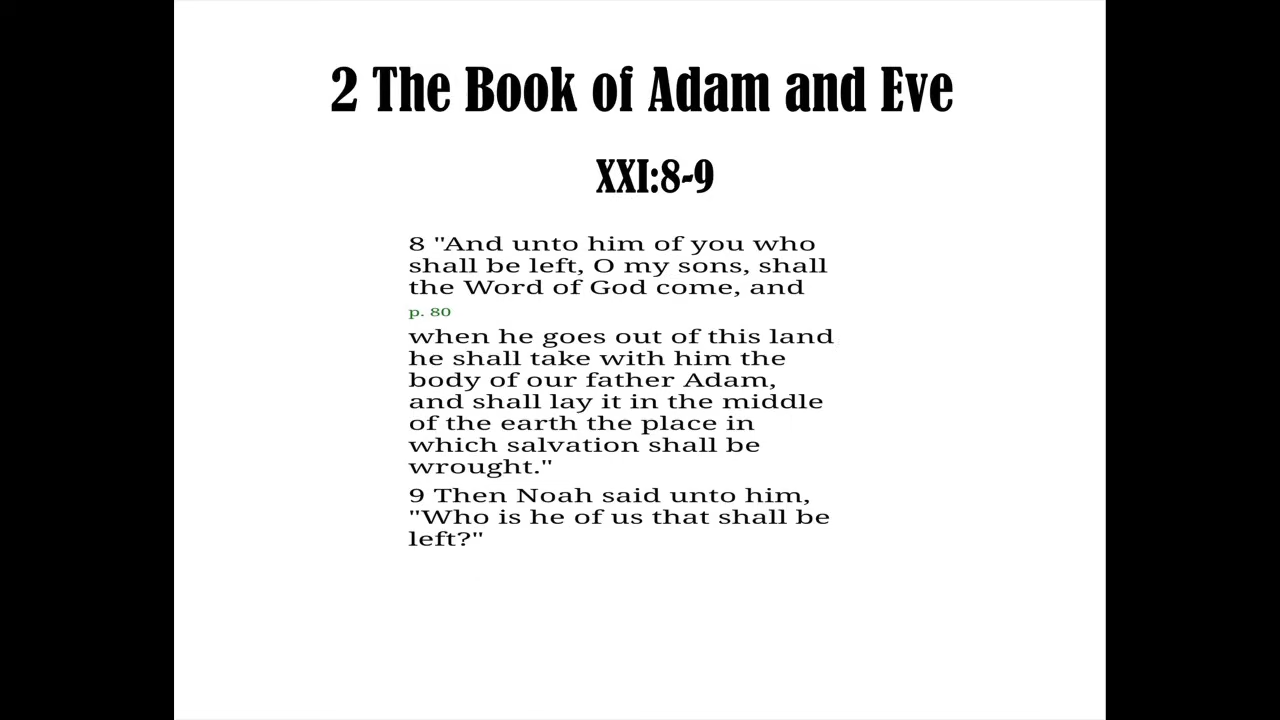 2 The Book of Adam and Eve
XXI:8-9
8 "And unto him of you who
shall be left, O my sons, shall
the Word of God come, and
p. 80
when he goes out of this land
he shall take with him the
body of our father Adam,
and shall lay it in the middle
of the earth the place in
which salvation shall be
wrought."
9 Then Noah said unto him,
"Who is he of us that shall be
left?"